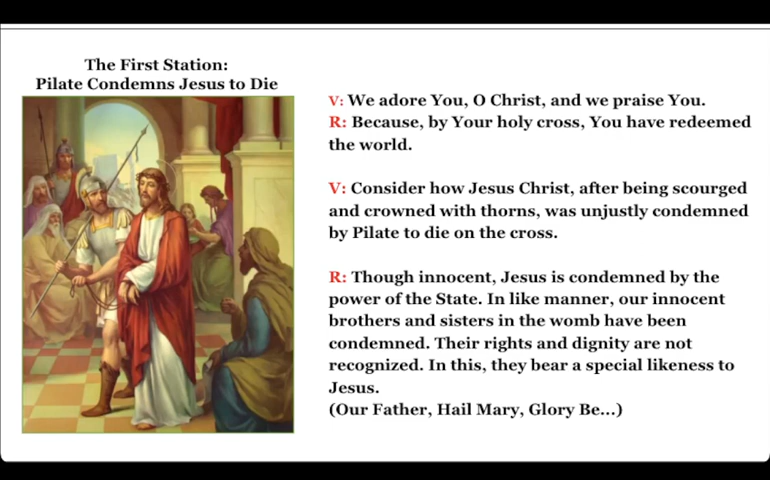 The First Station:
Pilate Condemns Jesus to Die
V: We adore You, O Christ, and we praise You.
R: Because, by Your holy cross, You have redeemed
the world.
V: Consider how Jesus Christ, after being scourged
and crowned with thorns, was unjustly condemned
by Pilate to die on the cross.
R: Though innocent, Jesus is condemned by the
power of the State. In like manner, our innocent
brothers and sisters in the womb have been
condemned. Their rights and dignity are not
recognized. In this, they bear a special likeness to
Jesus.
(Our Father, Hail Mary, Glory Be...)